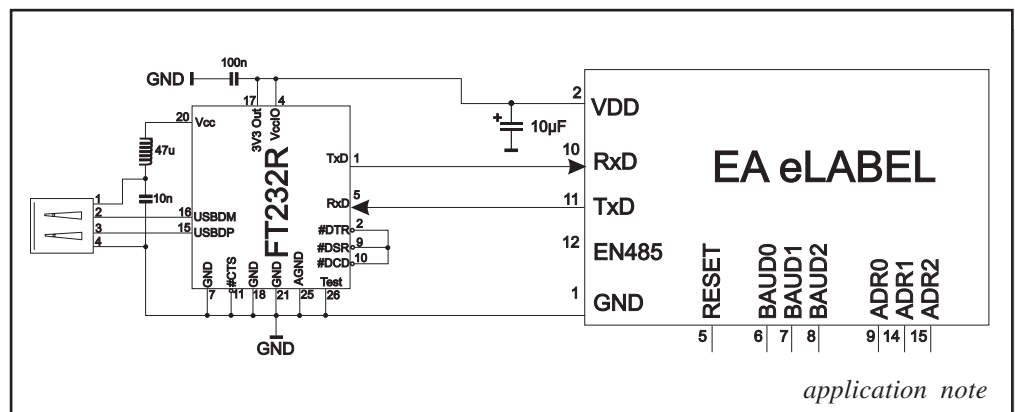 100n
GND
17
4
3V3 Out
VccIO
20
Vcc
47u
10n
1
2
3
4
16
USBDM
15
USBDP
FT232R
TxD
1
RxD
5
#DTR
2
#DSR
9
#DCD
10
GND
7
#CTS
11
GND
18
GND
21
AGND
25
Test
26
GND
+
10µF
2
VDD
10
RxD
11
TxD
12
EN485
1
GND
EA eLABEL
RESET
5
BAUD0
6
BAUD1
7
BAUD2
8
ADR0
9
ADR1
14
ADR2
15
application note